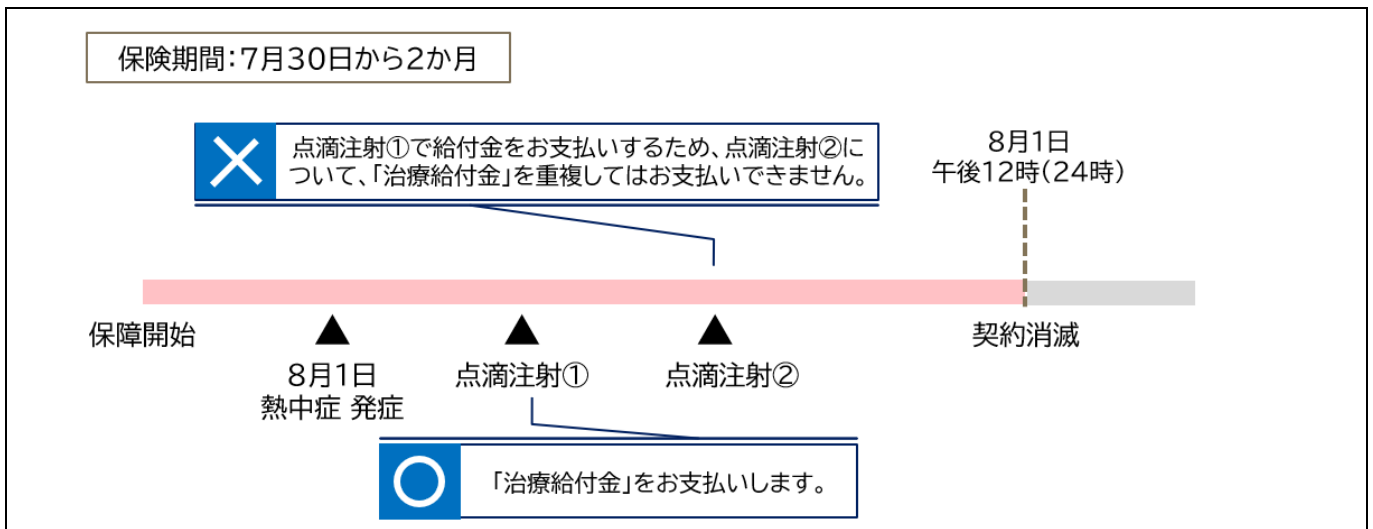 保険期間:7月30日から2か月
点滴注射①で給付金をお支払いするため、点滴注射②に
ついて、「治療給付金」を重複してはお支払いできません。
8月1日
午後12時(24時)
保障開始
8月1日
熱中症 発症
点滴注射①
点滴注射②
契約消滅
「治療給付金」をお支払いします。